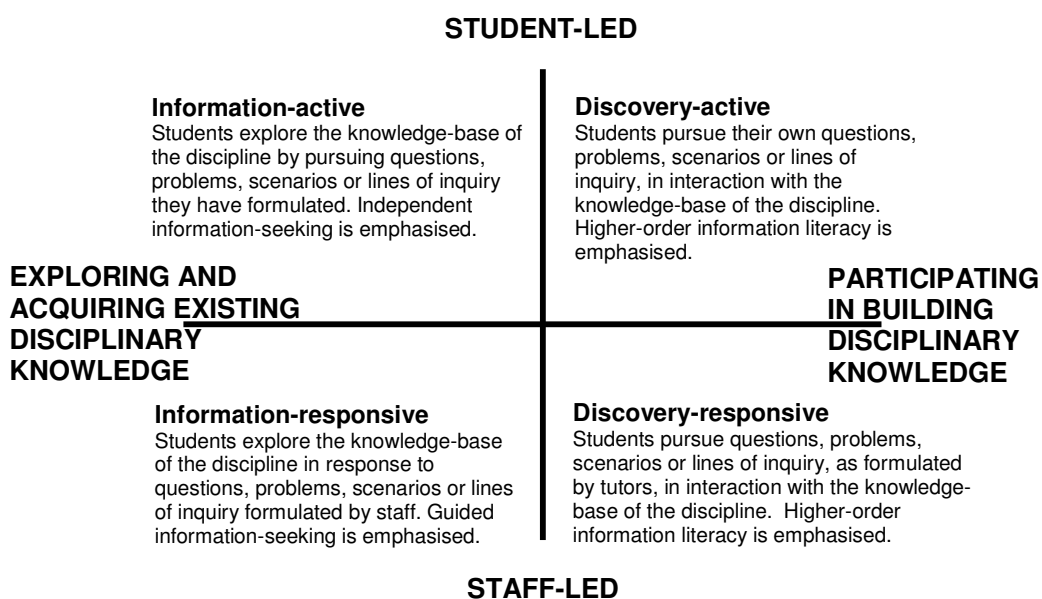 STUDENT-LED
Information-active
Students explore the knowledge-base of
the discipline by pursuing questions,
problems, scenarios or lines of inquiry
they have formulated. Independent
information-seeking is emphasised.
Discovery-active
Students pursue their own questions,
problems, scenarios or lines of
inquiry, in interaction with the
knowledge-base of the discipline.
Higher-order information literacy is
emphasised.
EXPLORING AND
ACQUIRING EXISTING
DISCIPLINARY
KNOWLEDGE
PARTICIPATING
IN BUILDING
DISCIPLINARY
KNOWLEDGE
Information-responsive
Students explore the knowledge-base
of the discipline in response to
questions, problems, scenarios or lines
of inquiry formulated by staff. Guided
information-seeking is emphasised.
Discovery-responsive
Students pursue questions, problems,
scenarios or lines of inquiry, as formulated
by tutors, in interaction with the knowledge-
base of the discipline.  Higher-order
information literacy is emphasised.
STAFF-LED